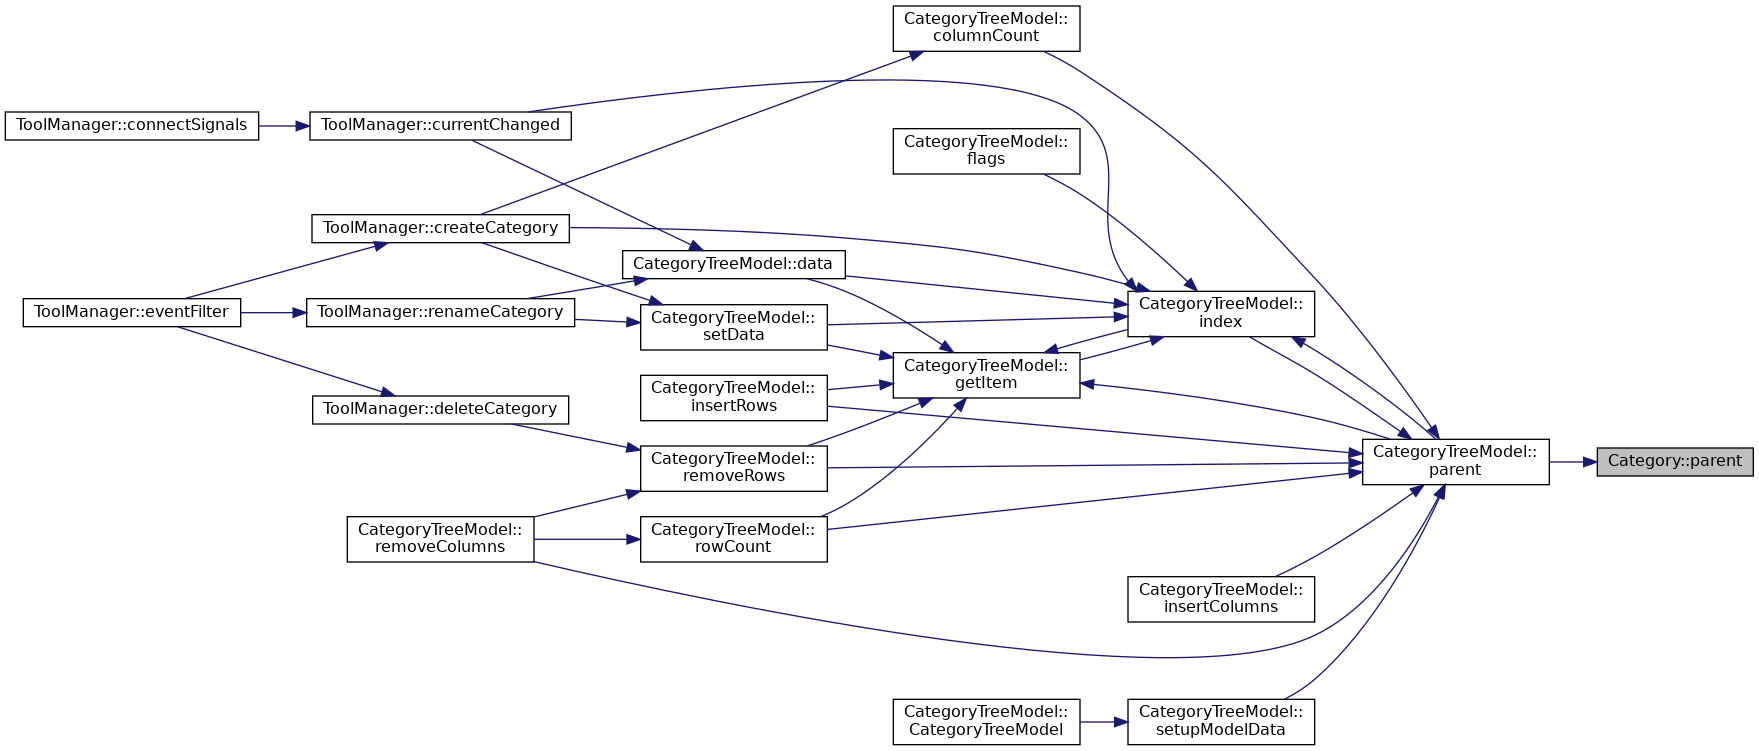 CategoryTreeModel::
columnCount
ToolManager::connectSignals
ToolManager::currentChanged
CategoryTreeModel::
flags
ToolManager::createCategory
CategoryTreeModel::data
ToolManager::eventFilter
ToolManager::renameCategory
CategoryTreeModel::
setData
CategoryTreeModel::
index
CategoryTreeModel::
getItem
CategoryTreeModel::
insertRows
ToolManager::deleteCategory
CategoryTreeModel::
removeRows
CategoryTreeModel::
parent
Category::parent
CategoryTreeModel::
removeColumns
CategoryTreeModel::
rowCount
CategoryTreeModel::
insertColumns
CategoryTreeModel::
CategoryTreeModel
CategoryTreeModel::
setupModelData